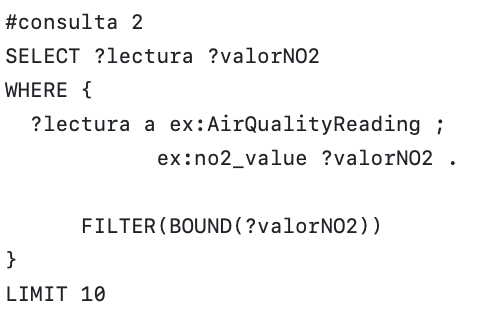 #consulta 2
SELECT ?lectura ?valorNO2
WHERE {
  ?lectura a ex:AirQualityReading ;
            ex:no2_value ?valorNO2 .

      FILTER(BOUND(?valorNO2))
}
LIMIT 10